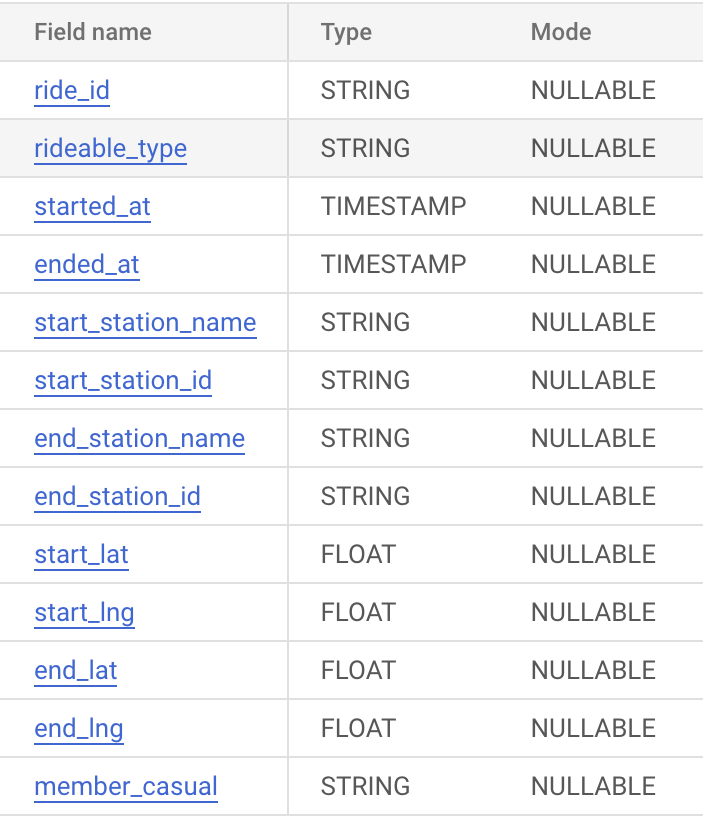 Field name Type Mode
ride_id STRING NULLABLE
rideable_type STRING NULLABLE
started_at TIMESTAMP NULLABLE
ended_at TIMESTAMP NULLABLE
start_station_name STRING NULLABLE
start_station_id STRING NULLABLE
end_station_name STRING NULLABLE
end_station_id STRING NULLABLE
start_lat FLOAT NULLABLE
start_lng FLOAT NULLABLE
end_lat FLOAT NULLABLE
end_lng FLOAT NULLABLE
member_casual STRING NULLABLE